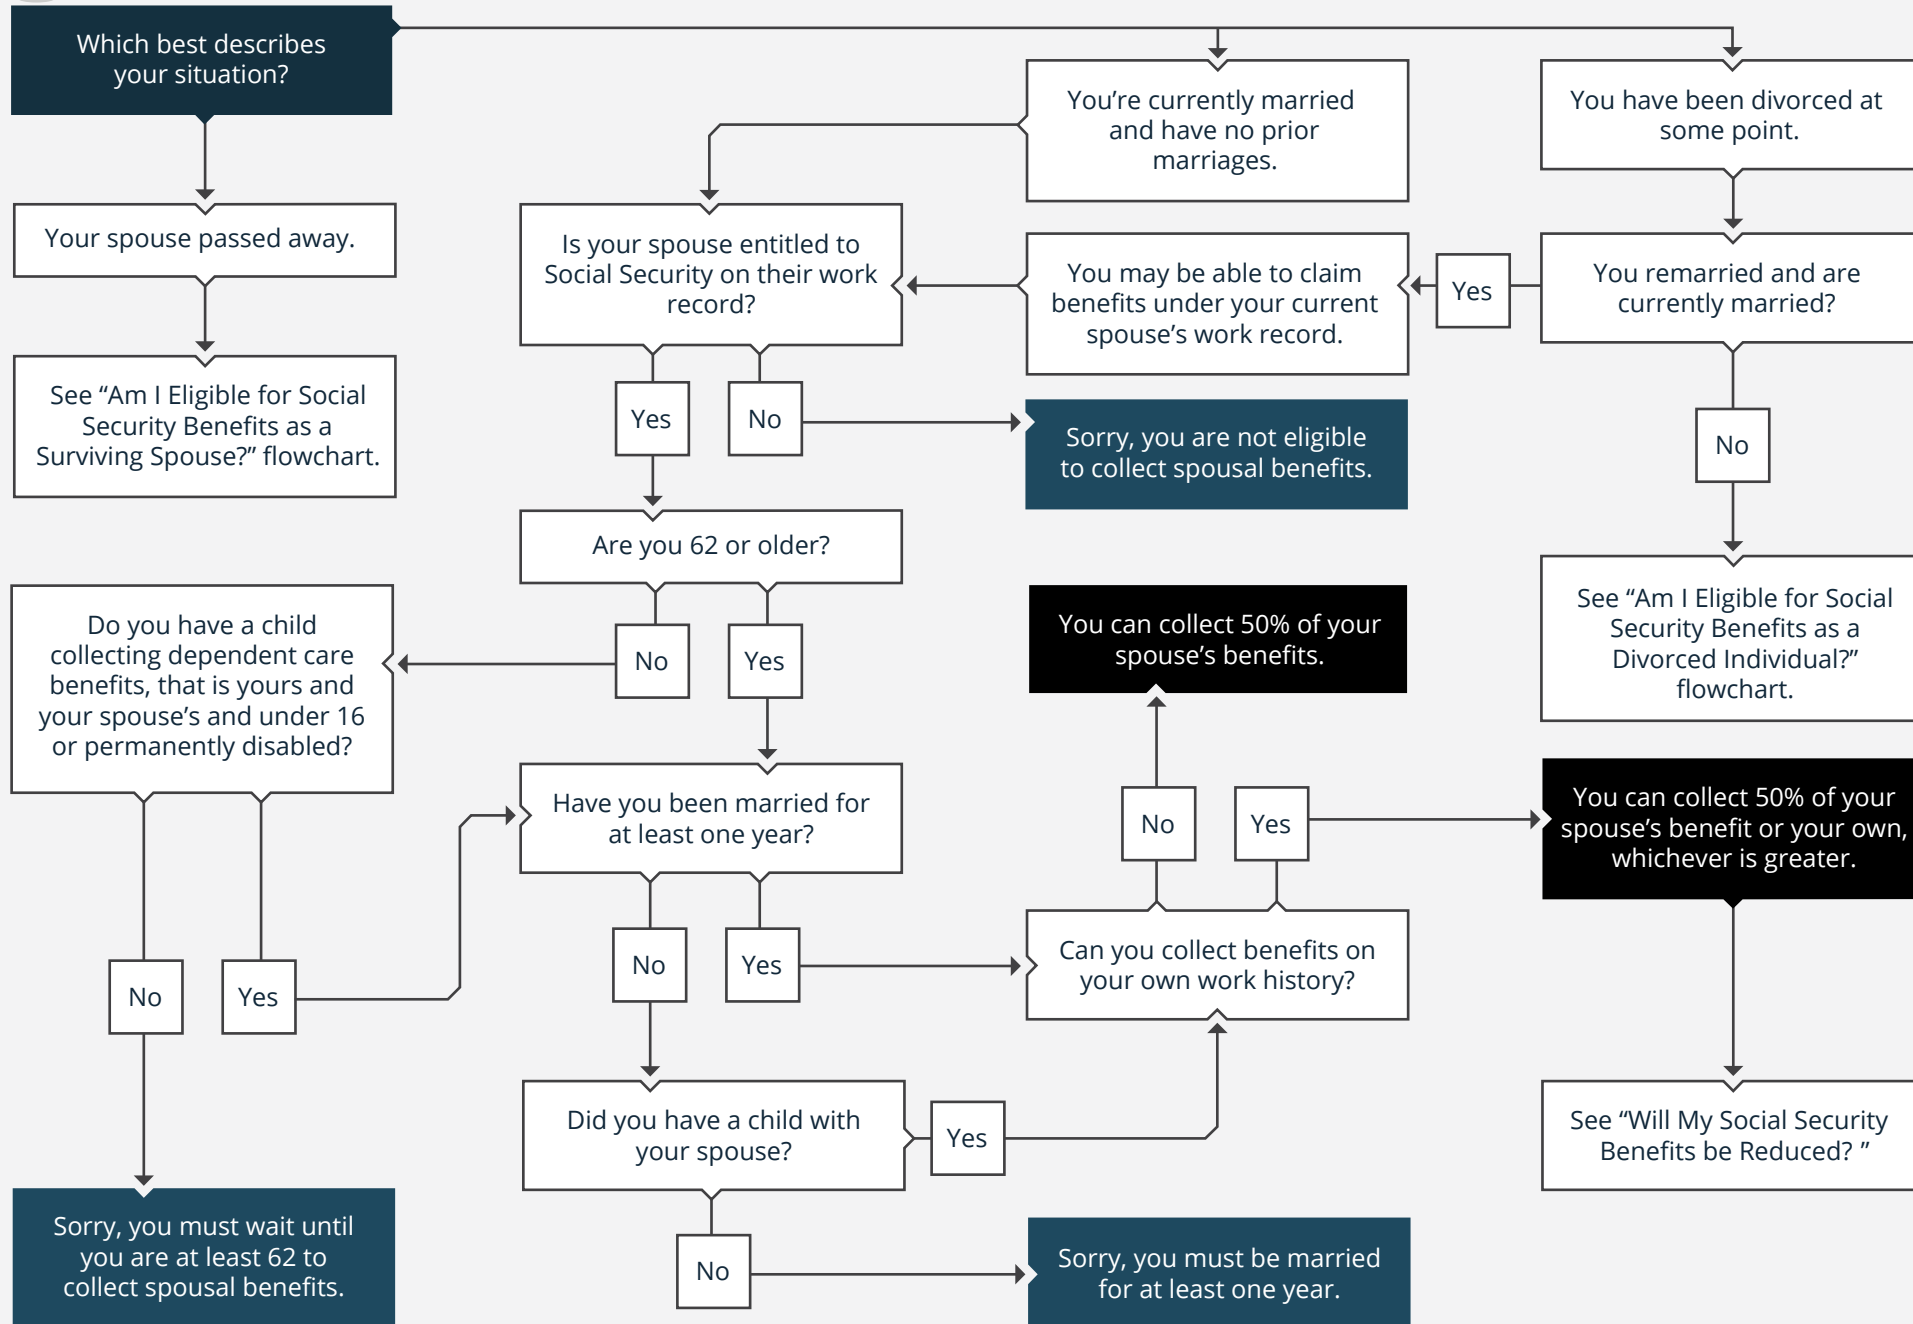 Which best describes
your situation?
You’re currently married
and have no prior
marriages.
You have been divorced at
some point.
Your spouse passed away.
Is your spouse entitled to
Social Security on their work
record?
You may be able to claim
benefits under your current
spouse’s work record.
Yes
You remarried and are
currently married?
See “Am I Eligible for Social
Security Benefits as a
Surviving Spouse?” flowchart.
Yes
No
Sorry, you are not eligible
to collect spousal benefits.
No
Are you 62 or older?
Do you have a child
collecting dependent care
benefits, that is yours and
your spouse’s and under 16
or permanently disabled?
No
Yes
You can collect 50% of your
spouse’s benefits.
See “Am I Eligible for Social
Security Benefits as a
Divorced Individual?”
flowchart.
Have you been married for
at least one year?
No
Yes
You can collect 50% of your
spouse’s benefit or your own,
whichever is greater.
No
Yes
No
Yes
Can you collect benefits on
your own work history?
Did you have a child with
your spouse?
Yes
See “Will My Social Security
Benefits be Reduced? ”
Sorry, you must wait until
you are at least 62 to
collect spousal benefits.
No
Sorry, you must be married
for at least one year.